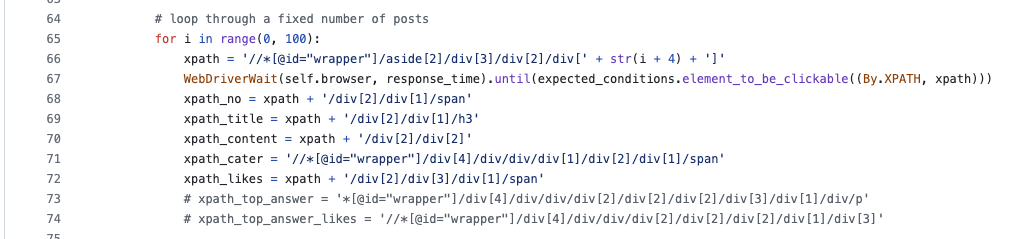 64 # loop through a fixed number of posts
65 for i in range(0, 100):
66 xpath = '//*[@id="wrapper"]/aside[2]/div[3]/div[2]/div[' + str(i + 4) + ']'
67 WebDriverWait(self.browser, response_time).until(expected_conditions.element_to_be_clickable((By.XPATH, xpath)))
68 xpath_no = xpath + '/div[2]/div[1]/span'
69 xpath_title = xpath + '/div[2]/div[1]/h3'
70 xpath_content = xpath + '/div[2]/div[2]'
71 xpath_cater = '//*[@id="wrapper"]/div[4]/div/div/div[1]/div[2]/div[1]/span'
72 xpath_likes = xpath + '/div[2]/div[3]/div[1]/span'
73 # xpath_top_answer = '*[@id="wrapper"]/div[4]/div/div/div[2]/div[2]/div[2]/div[3]/div[1]/div/p'
74 # xpath_top_answer_likes = '//*[@id="wrapper"]/div[4]/div/div/div[2]/div[2]/div[2]/div[1]/div[3]'